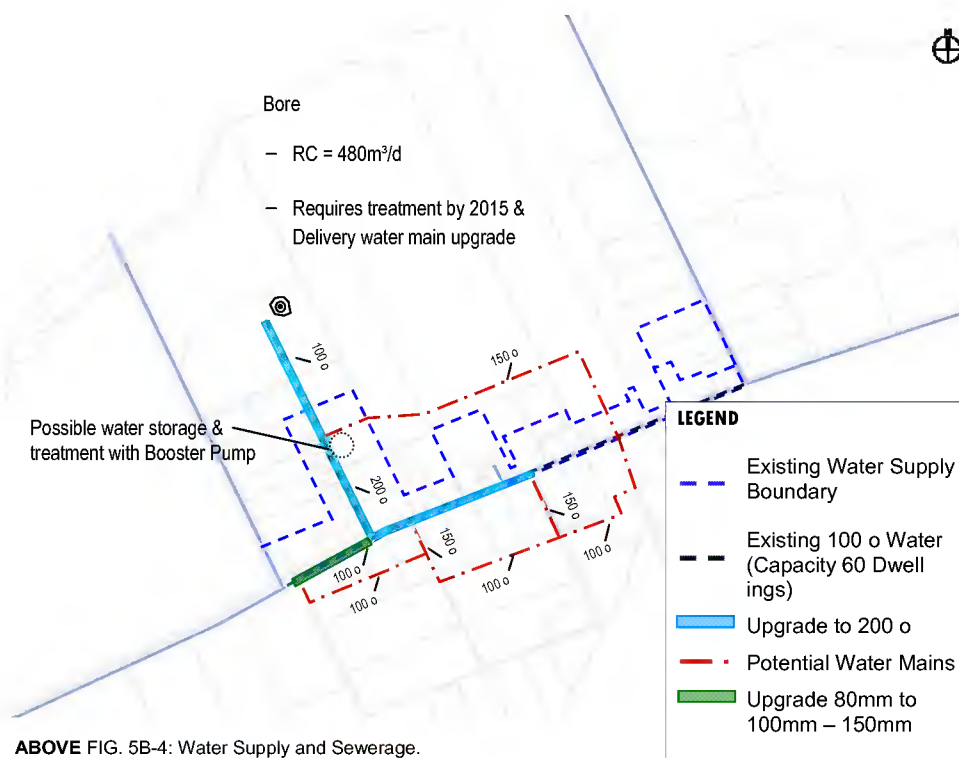 N
Bore
– RC = 480m³/d
– Requires treatment by 2015 &
Delivery water main upgrade
100 o
150 o
Possible water storage &
treatment with Booster Pump
200 o
150 o
150 o
100 o
100 o
100 o
100 o
LEGEND
Existing Water Supply
Boundary
Existing 100 o Water
(Capacity 60 Dwell
ings)
Upgrade to 200 o
Potential Water Mains
Upgrade 80mm to
100mm – 150mm
ABOVE FIG. 5B-4: Water Supply and Sewerage.